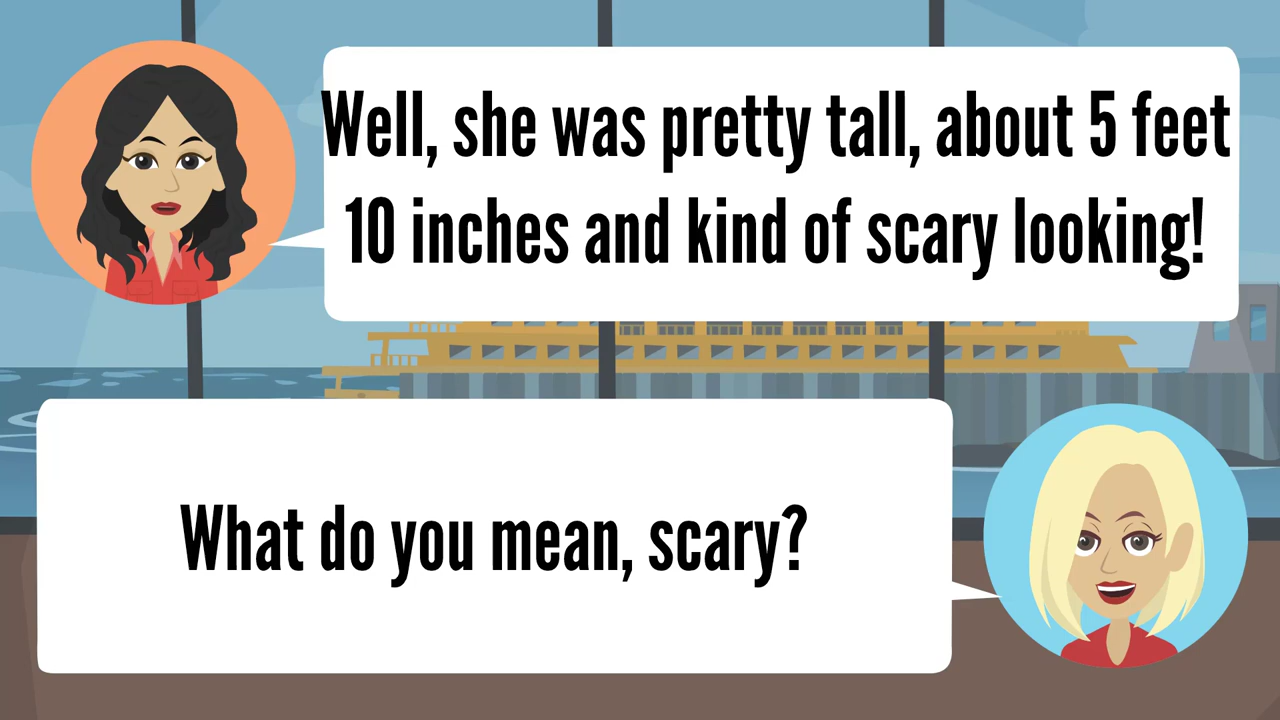 Well, she was pretty tall, about 5 feet
10 inches and kind of scary looking!
What do you mean, scary?